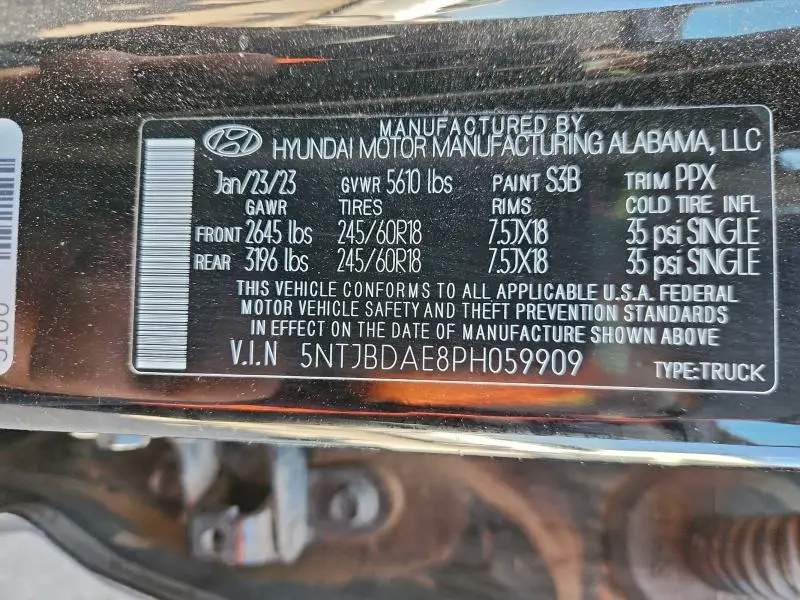 MANUFACTURED BY
HYUNDAI MOTOR MANUFACTURING ALABAMA, LLC
Jan/23/23 GVWR 5610 lbs PAINT S3B TRIM PPX
GAWR TIRES RIMS COLD TIRE INFL
FRONT 2645 lbs 245/60R18 7.5JX18 35 psi SINGLE
REAR 3196 lbs 245/60R18 7.5JX18 35 psi SINGLE
THIS VEHICLE CONFORMS TO ALL APPLICABLE U.S.A. FEDERAL
MOTOR VEHICLE SAFETY AND THEFT PREVENTION STANDARDS
IN EFFECT ON THE DATE OF MANUFACTURE SHOWN ABOVE
V.I.N 5NTJBDAE8PH059909 TYPE:TRUCK